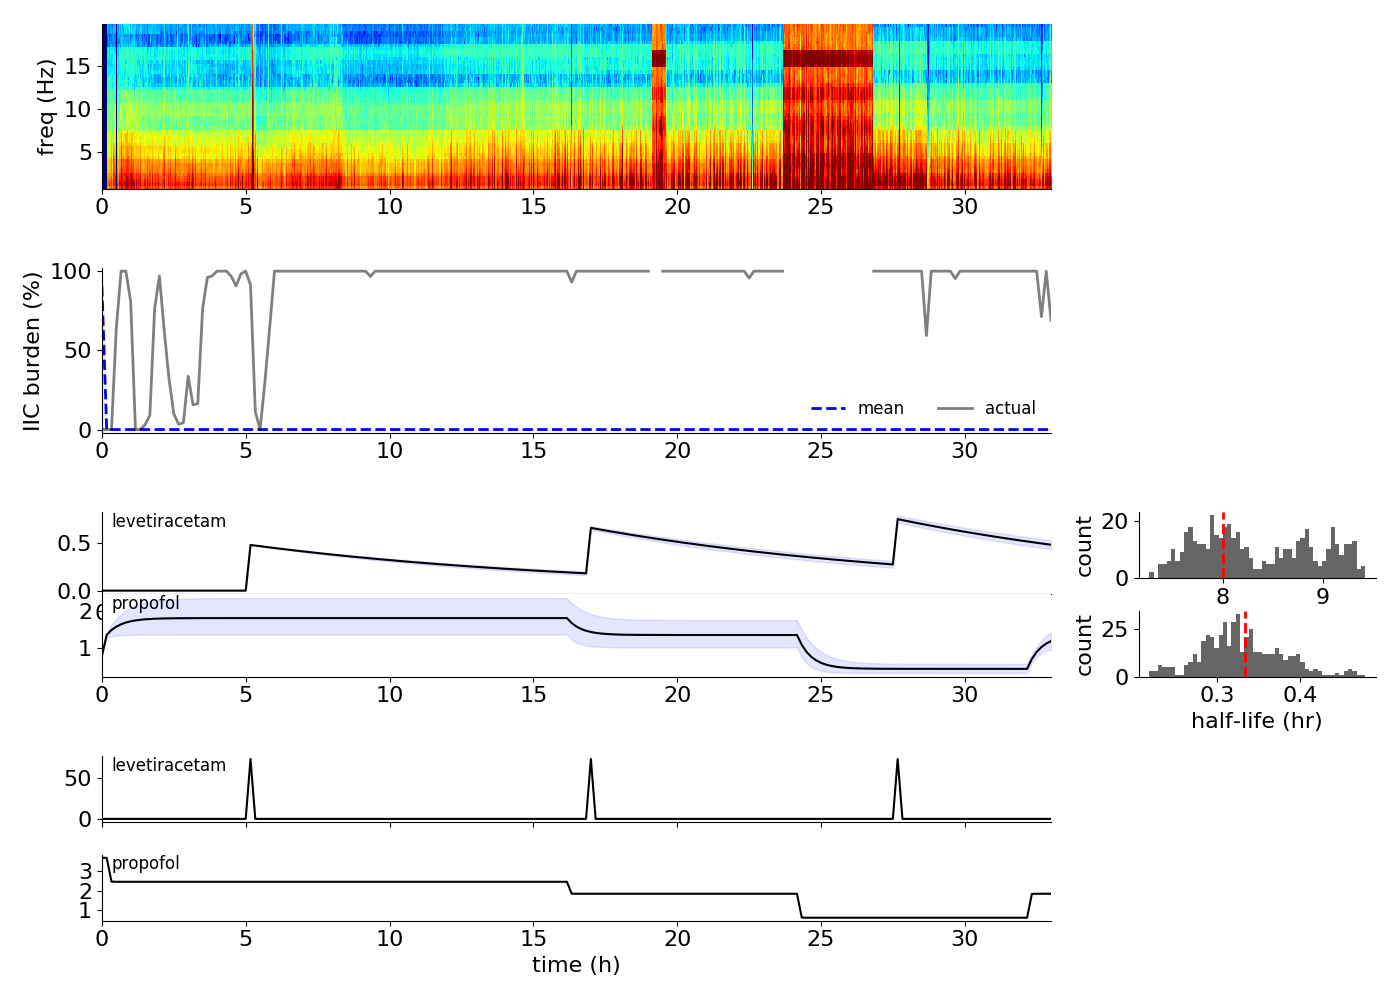 freq (Hz)
15
10
5
0 5 10 15 20 25 30
IIC burden (%)
100
50
0
mean actual
0 5 10 15 20 25 30
levetiracetam
0.5
0.0
propofol
2
1
0 5 10 15 20 25 30
count
20
0
8 9
count
25
0
0.3 0.4
half-life (hr)
levetiracetam
50
0
propofol
3
2
1
0 5 10 15 20 25 30
time (h)